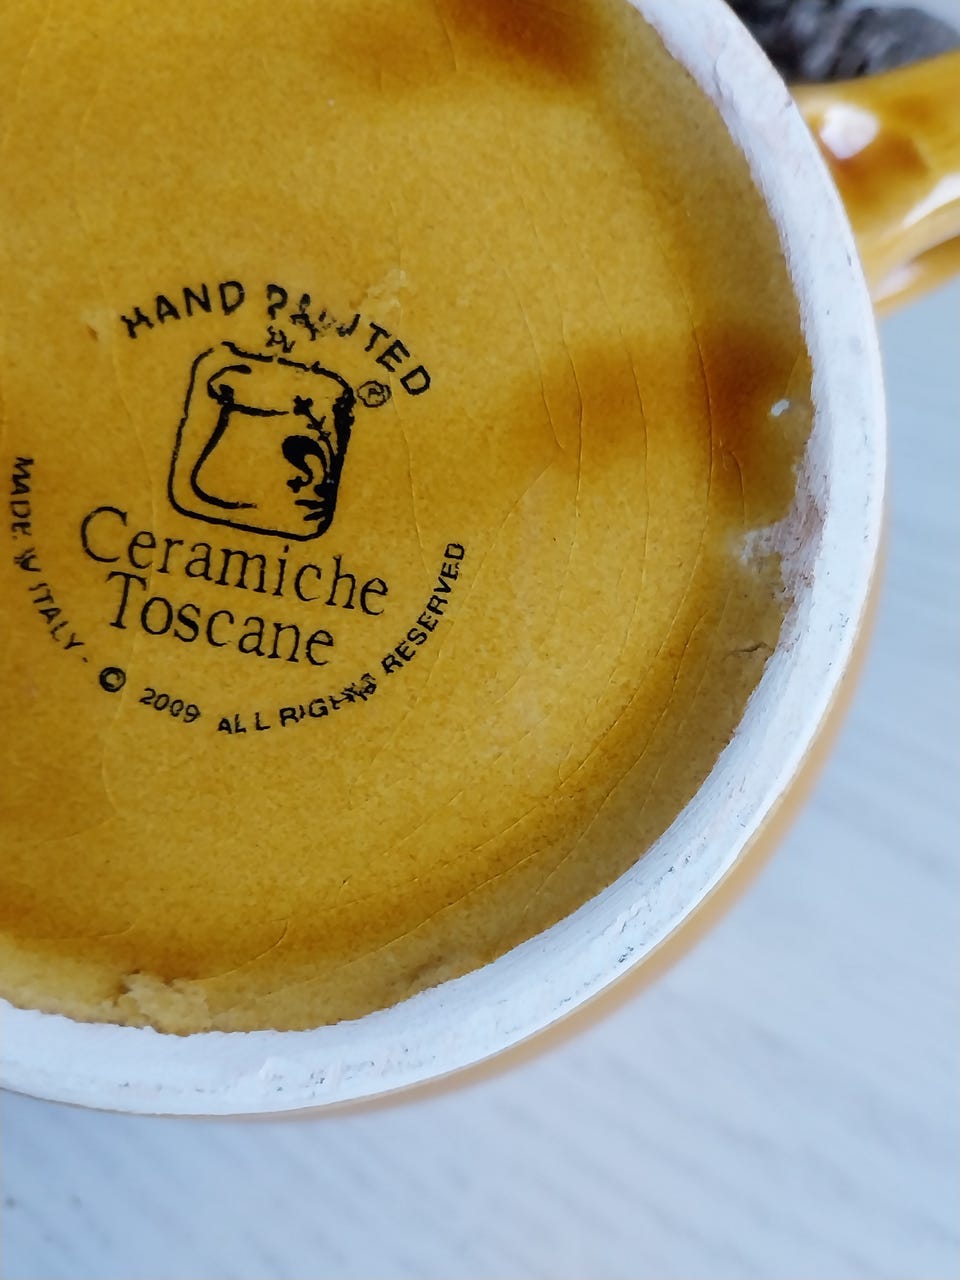 HAND PAINTED
®
Ceramiche
Toscane
MADE IN ITALY - © 2009 ALL RIGHTS RESERVED